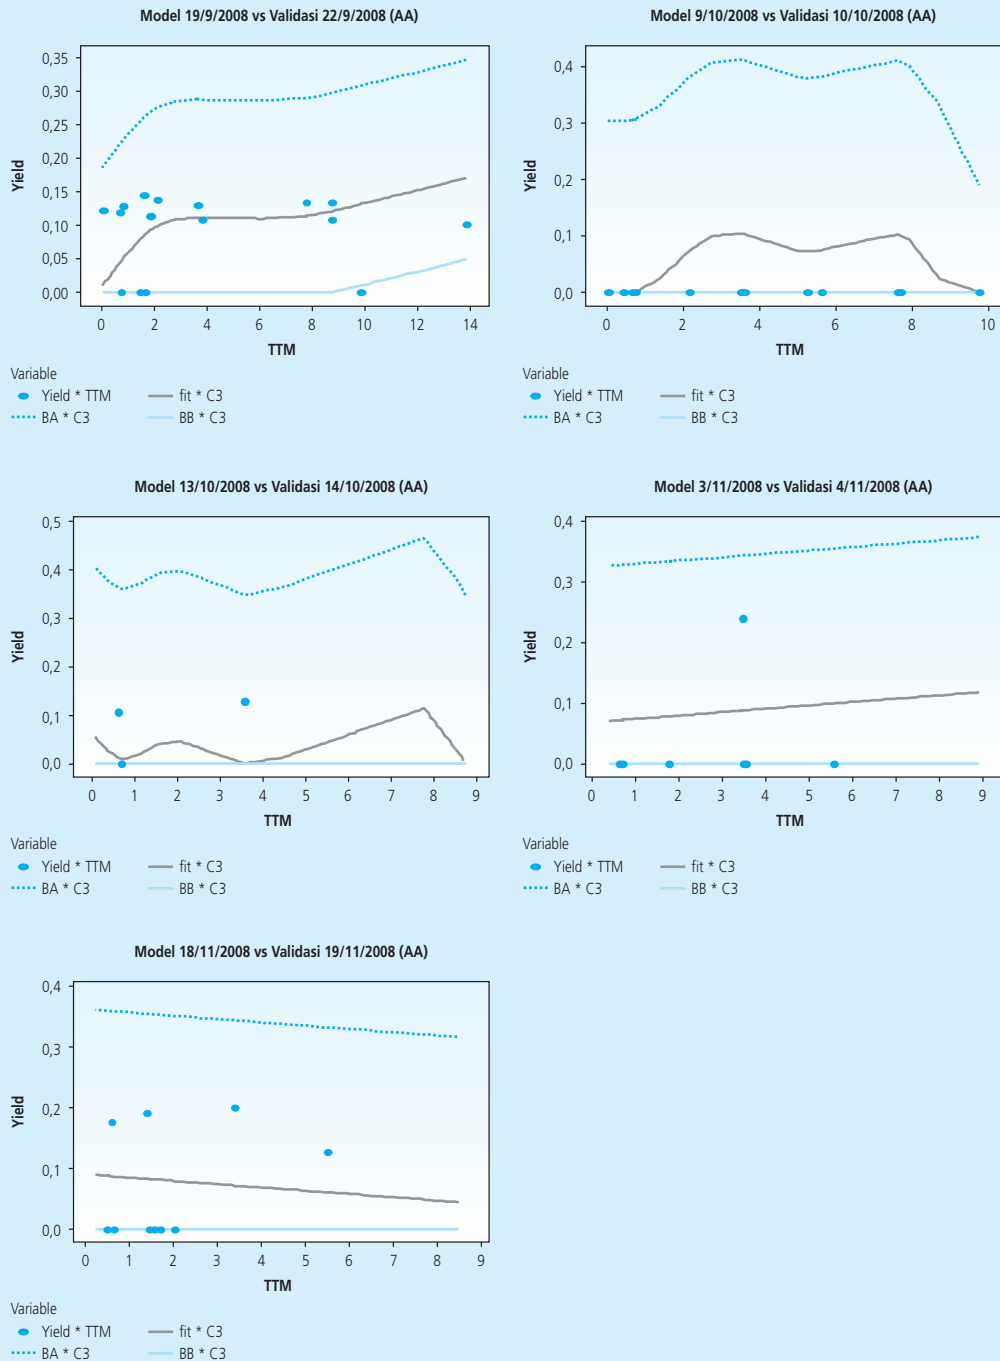 Model 19/9/2008 vs Validasi 22/9/2008 (AA)
0,35
0,30
0,25
0,20
0,15
0,10
0,05
0,00
Yield
0 2 4 6 8 10 12 14
TTM
Variable
Yield * TTM fit * C3
BA * C3 BB * C3
Model 9/10/2008 vs Validasi 10/10/2008 (AA)
0,4
0,3
0,2
0,1
0,0
Yield
0 2 4 6 8 10
TTM
Variable
Yield * TTM fit * C3
BA * C3 BB * C3
Model 13/10/2008 vs Validasi 14/10/2008 (AA)
0,5
0,4
0,3
0,2
0,1
0,0
Yield
0 1 2 3 4 5 6 7 8 9
TTM
Variable
Yield * TTM fit * C3
BA * C3 BB * C3
Model 3/11/2008 vs Validasi 4/11/2008 (AA)
0,4
0,3
0,2
0,1
0,0
Yield
0 1 2 3 4 5 6 7 8 9
TTM
Variable
Yield * TTM fit * C3
BA * C3 BB * C3
Model 18/11/2008 vs Validasi 19/11/2008 (AA)
0,4
0,3
0,2
0,1
0,0
Yield
0 1 2 3 4 5 6 7 8 9
TTM
Variable
Yield * TTM fit * C3
BA * C3 BB * C3